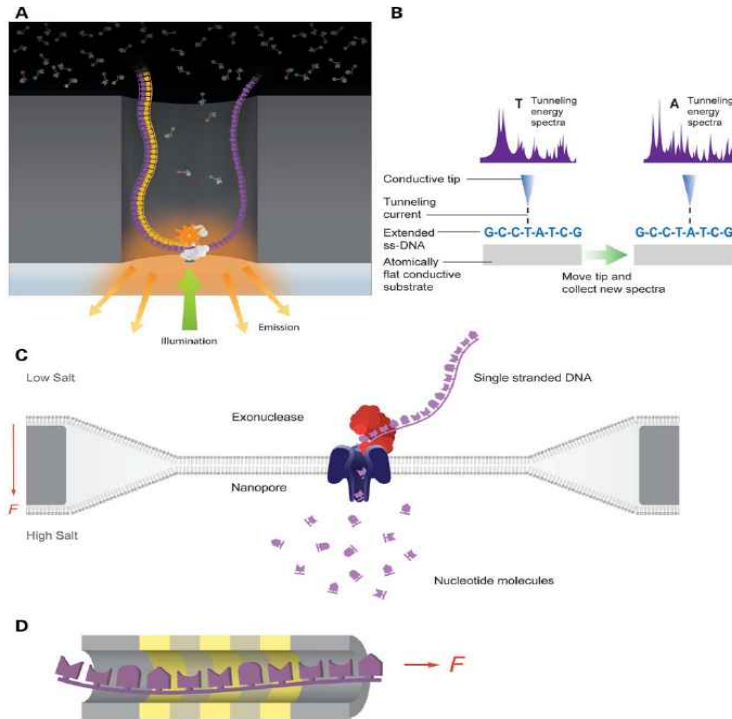 A
Illumination
Emission
B
T
Tunneling
energy
spectra
A
Tunneling
energy
spectra
Conductive tip
Tunneling
current
Extended
ss-DNA
G-C-C-T-A-T-C-G
G-C-C-T-A-T-C-G
Atomically
flat conductive
substrate
Move tip and
collect new spectra
C
Low Salt
Single stranded DNA
Exonuclease
F
Nanopore
High Salt
Nucleotide molecules
D
F